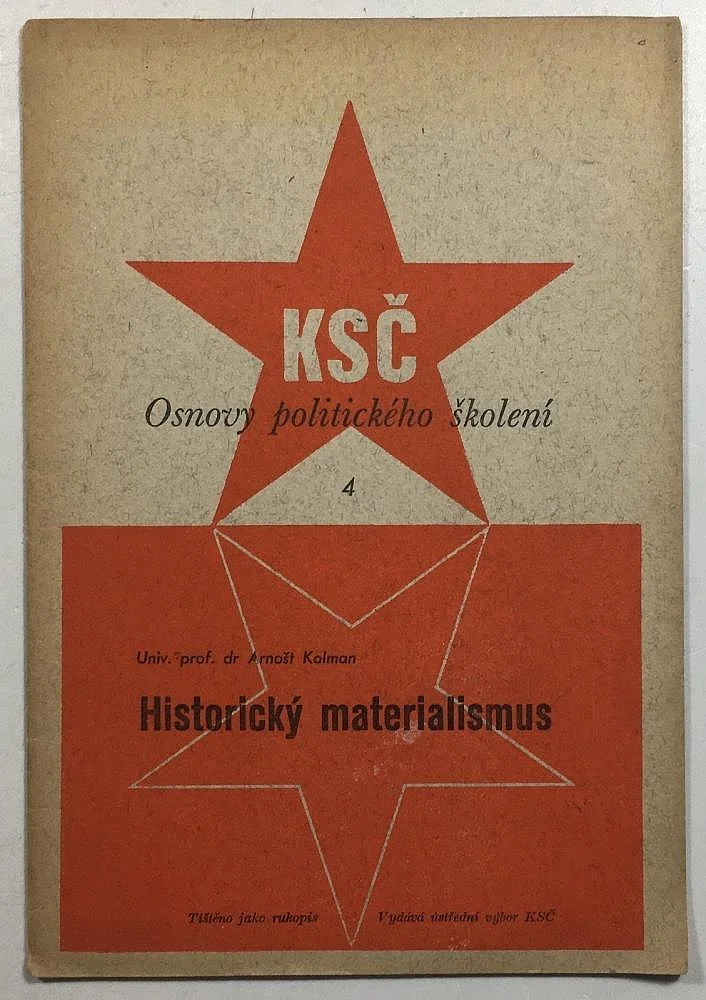 KSČ
Osnovy politického školení
4
Univ. prof. dr Arnošt Kolman
Historický materialismus
Tištěno jako rukopis Vydává ústřední výbor KSČ